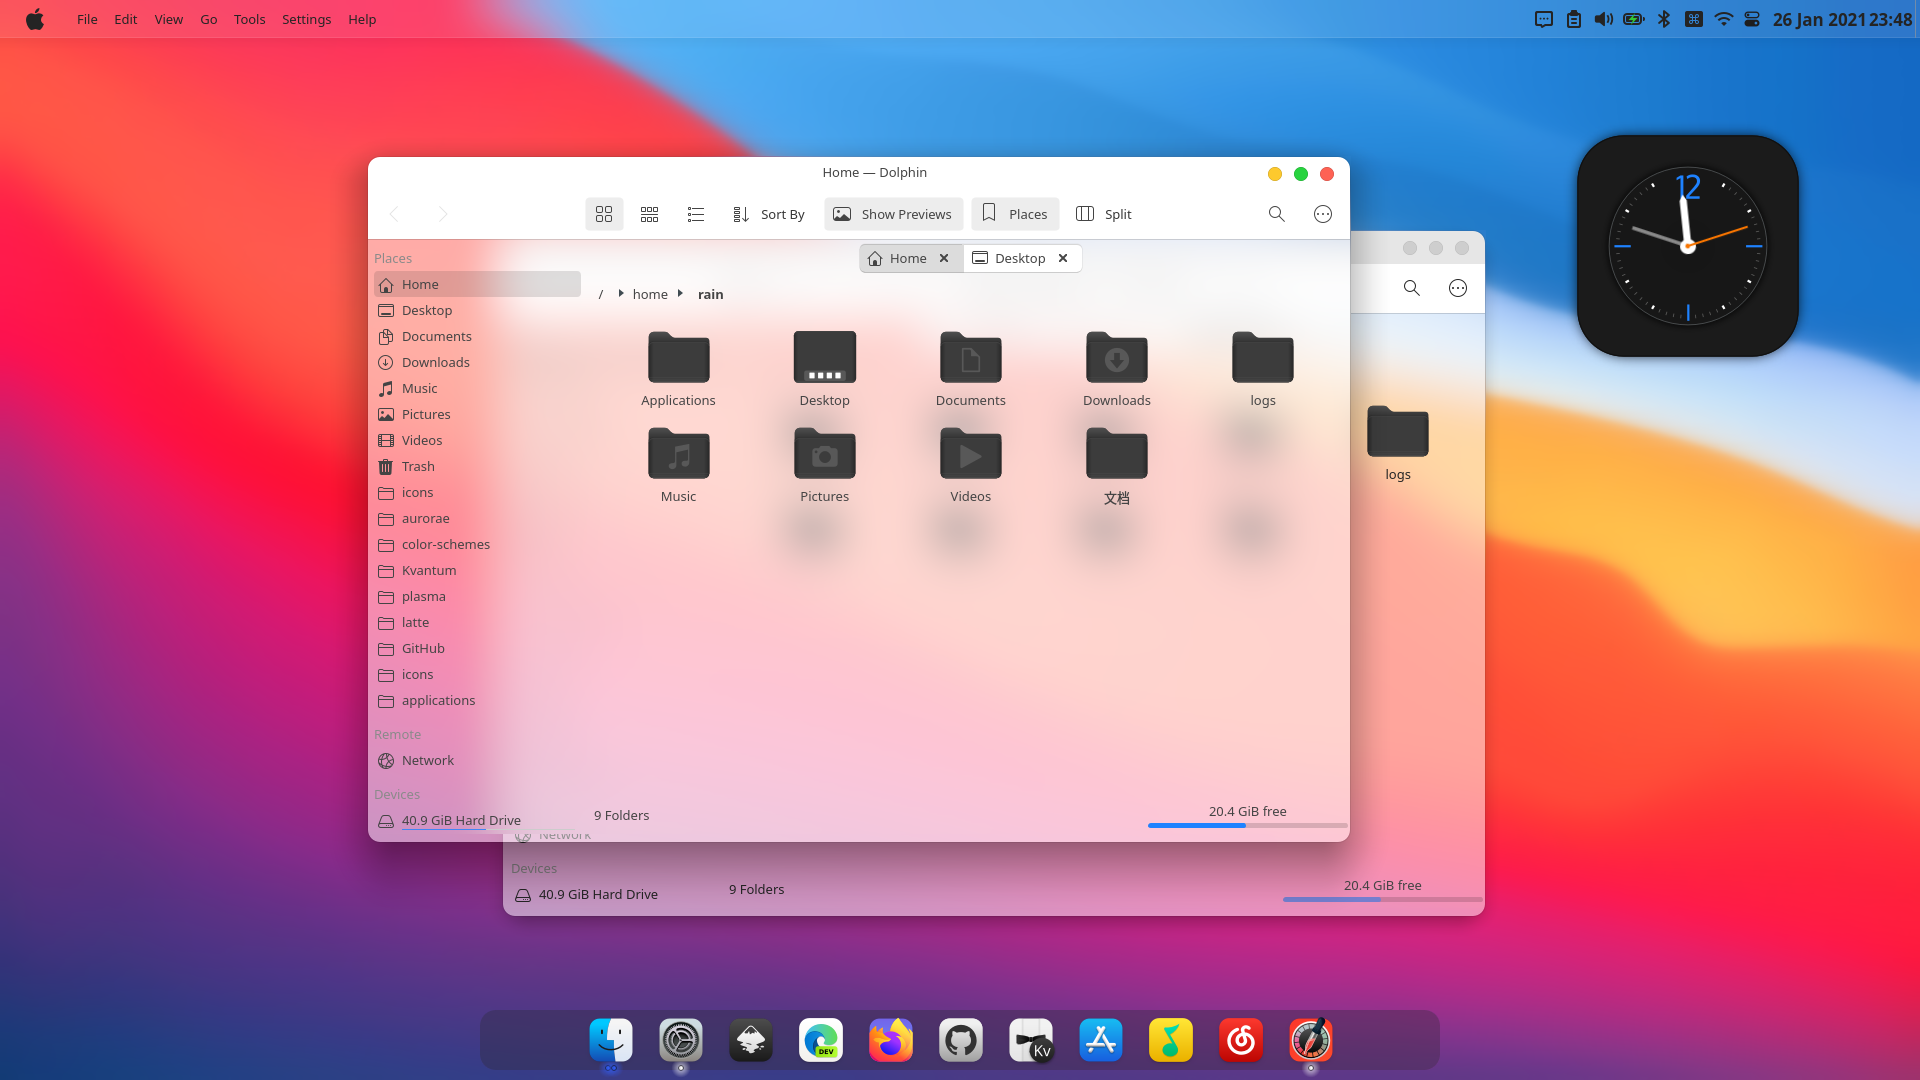 File Edit View Go Tools Settings Help
26 Jan 2021 23:48
Home — Dolphin
Sort By Show Previews Places Split
Home Desktop
/ home rain
Places
Home
Desktop
Documents
Downloads
Music
Pictures
Videos
Trash
icons
aurorae
color-schemes
Kvantum
plasma
latte
GitHub
icons
applications
Remote
Network
Devices
40.9 GiB Hard Drive
Applications Desktop Documents Downloads logs
Music Pictures Videos 文档
9 Folders
20.4 GiB free
logs
Network
Devices
40.9 GiB Hard Drive
9 Folders
20.4 GiB free
12
DEV
Kv